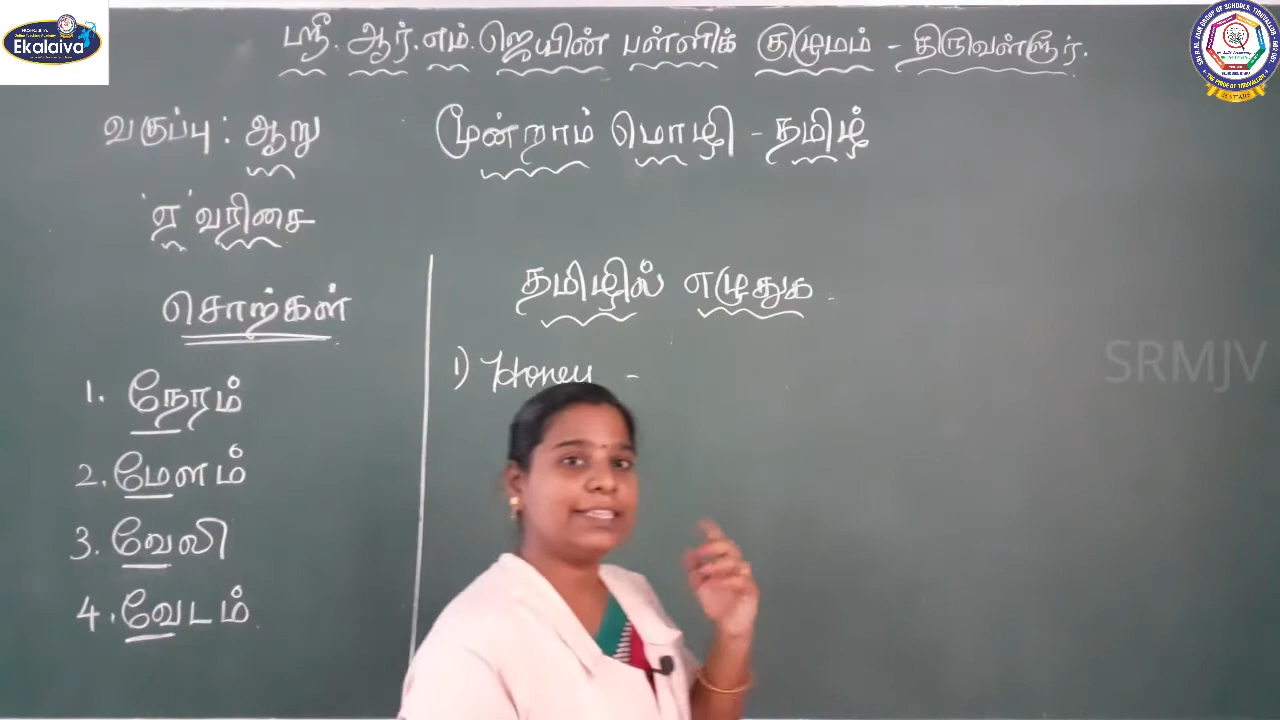 Ekalaiva
ஸ்ரீ. ஆர். எம். ஜெயின் பள்ளிக் குழுமம் - திருவள்ளூர்.
வகுப்பு : ஆறு
மூன்றாம் மொழி - தமிழ்
'ஏ' வரிசை
சொற்கள்
1. நேரம்
2. மேளம்
3. வேலி
4. வேடம்
தமிழில் எழுதுக.
1) Honey -
SRMJV